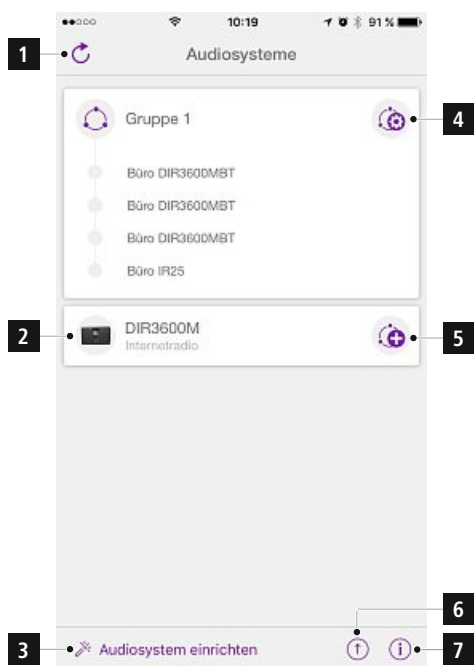 10:19
91 %
1
Audiosysteme
Gruppe 1
4
Büro DIR3600MBT
Büro DIR3600MBT
Büro DIR3600MBT
Büro IR25
2
DIR3600M
Internetradio
5
6
3
Audiosystem einrichten
7